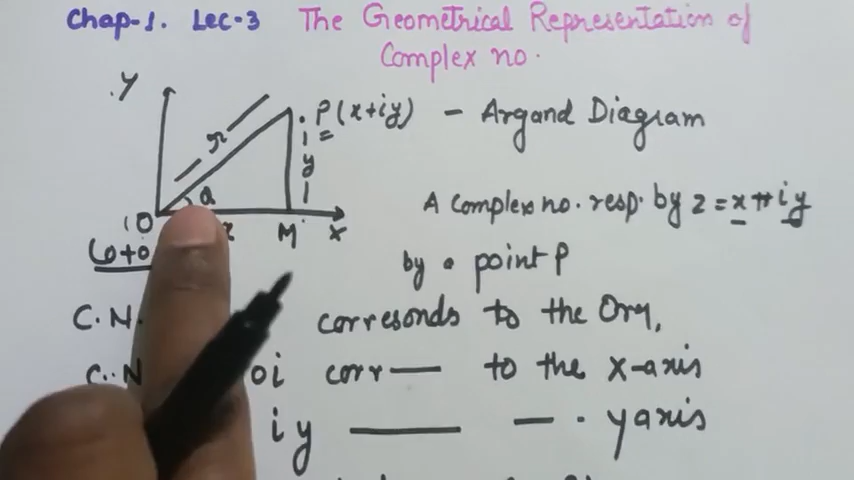 Chap-1. Lec-3 The Geometrical Representation of
Complex no.
y
P(x+iy) - Argand Diagram
r
y
a
A Complex no. resp. by z = x + iy
O
M x
by a point P
C.N. corresonds to the Org,
C.N oi corr— to the x-axis
iy — — . yaxis